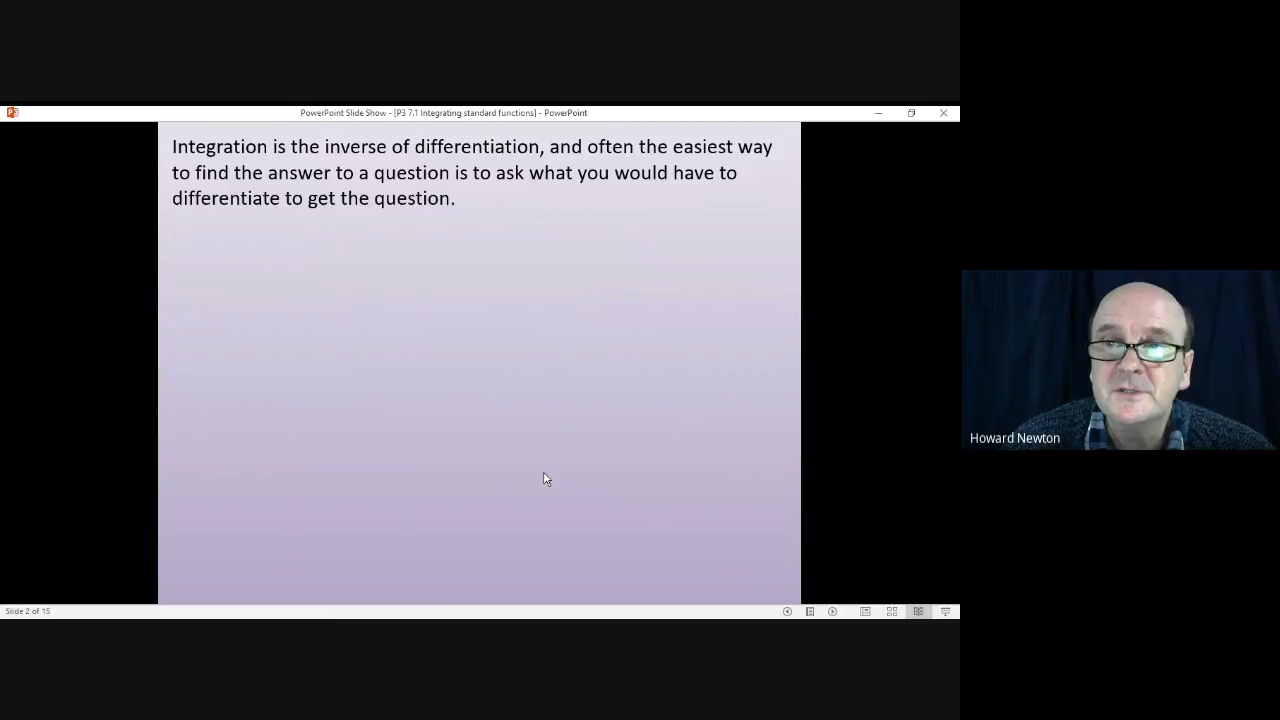 PowerPoint Slide Show - [P3 7.1 Integrating standard functions] - PowerPoint
Integration is the inverse of differentiation, and often the easiest way
to find the answer to a question is to ask what you would have to
differentiate to get the question.
Howard Newton
Slide 2 of 15